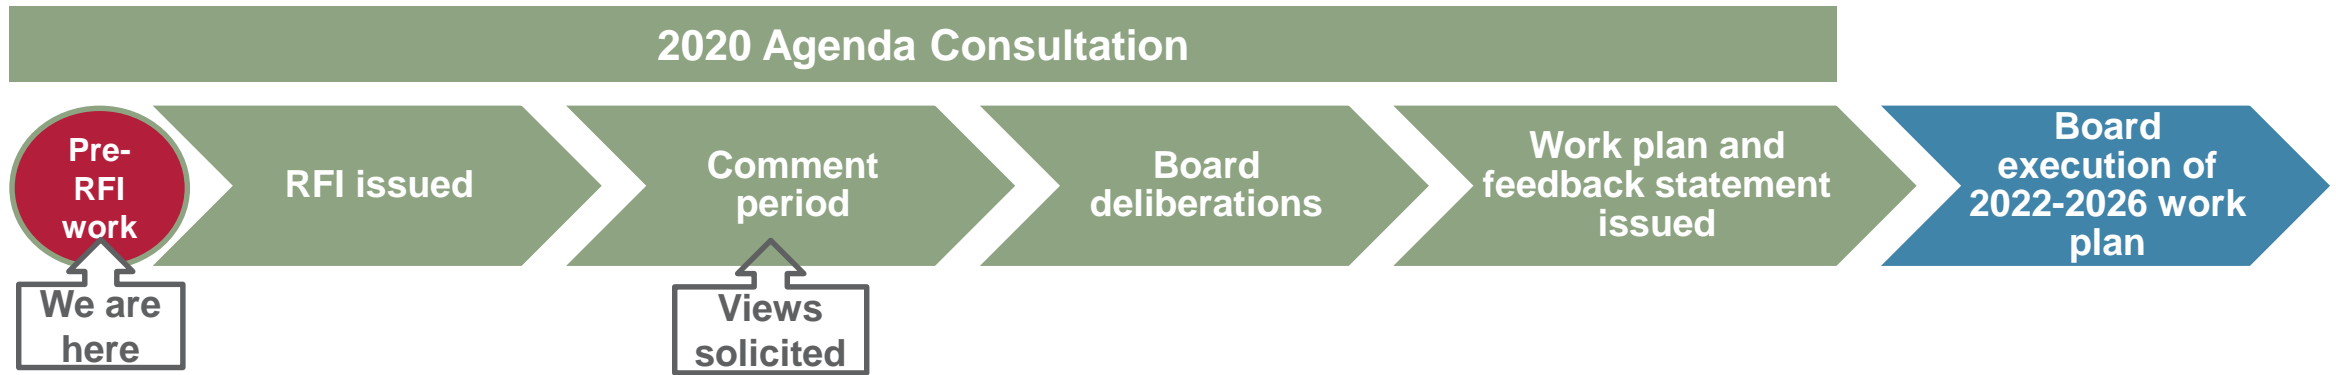 2020 Agenda Consultation
Pre-
RFI
work
RFI issued
Comment
period
Board
deliberations
Work plan and
feedback statement
issued
Board
execution of
2022-2026 work
plan
We are
here
Views
solicited